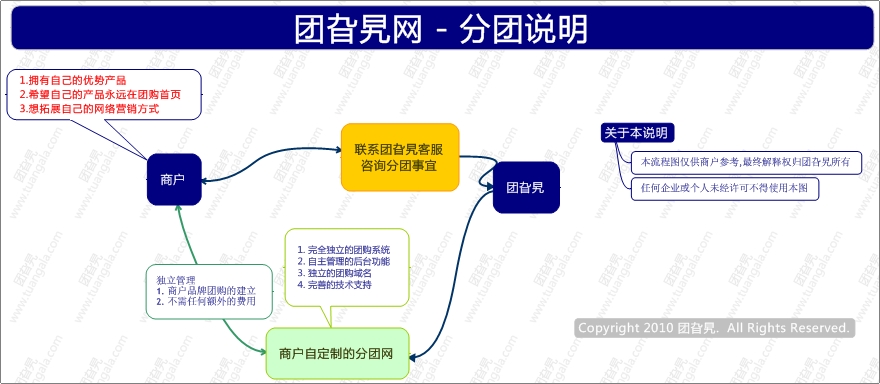 团旮旯网 - 分团说明
1.拥有自己的优势产品
2.希望自己的产品永远在团购首页
3.想拓展自己的网络营销方式
商户
联系团旮旯客服
咨询分团事宜
团旮旯
关于本说明
本流程图仅供商户参考,最终解释权归团旮旯所有
任何企业或个人未经许可不得使用本图
独立管理
1. 商户品牌团购的建立
2. 不需任何额外的费用
1. 完全独立的团购系统
2. 自主管理的后台功能
3. 独立的团购域名
4. 完善的技术支持
商户自定制的分团网
Copyright 2010 团旮旯. All Rights Reserved.
团旮旯
www.tuangala.com